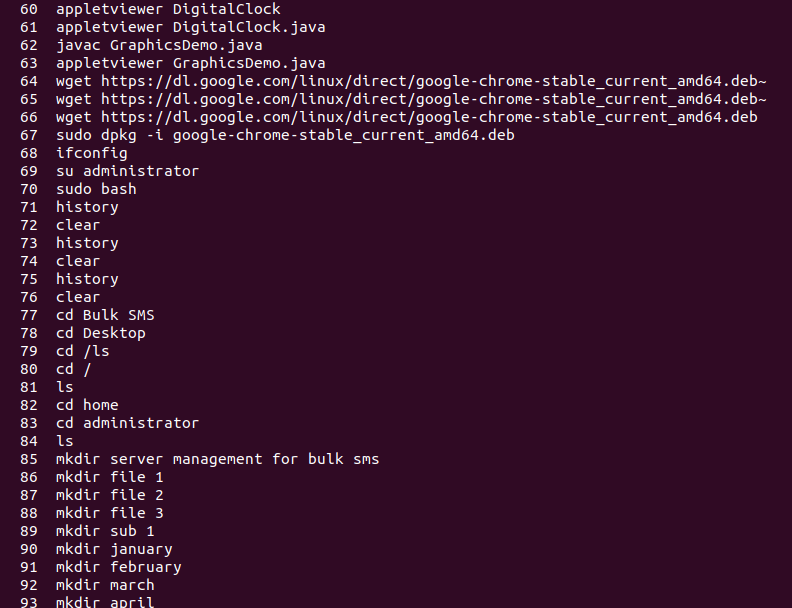 60 appletviewer DigitalClock
61 appletviewer DigitalClock.java
62 javac GraphicsDemo.java
63 appletviewer GraphicsDemo.java
64 wget https://dl.google.com/linux/direct/google-chrome-stable_current_amd64.deb~
65 wget https://dl.google.com/linux/direct/google-chrome-stable_current_amd64.deb~
66 wget https://dl.google.com/linux/direct/google-chrome-stable_current_amd64.deb
67 sudo dpkg -i google-chrome-stable_current_amd64.deb
68 ifconfig
69 su administrator
70 sudo bash
71 history
72 clear
73 history
74 clear
75 history
76 clear
77 cd Bulk SMS
78 cd Desktop
79 cd /ls
80 cd /
81 ls
82 cd home
83 cd administrator
84 ls
85 mkdir server management for bulk sms
86 mkdir file 1
87 mkdir file 2
88 mkdir file 3
89 mkdir sub 1
90 mkdir january
91 mkdir february
92 mkdir march
93 mkdir april